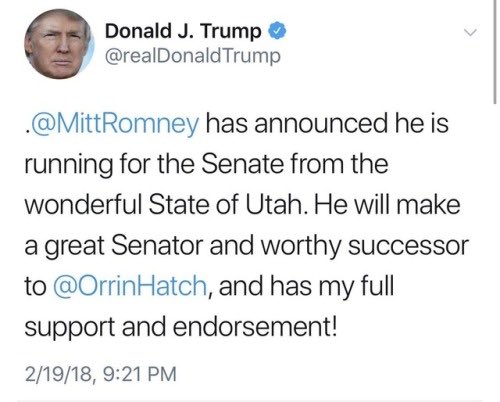 Donald J. Trump
@realDonaldTrump
.@MittRomney has announced he is
running for the Senate from the
wonderful State of Utah. He will make
a great Senator and worthy successor
to @OrrinHatch, and has my full
support and endorsement!
2/19/18, 9:21 PM